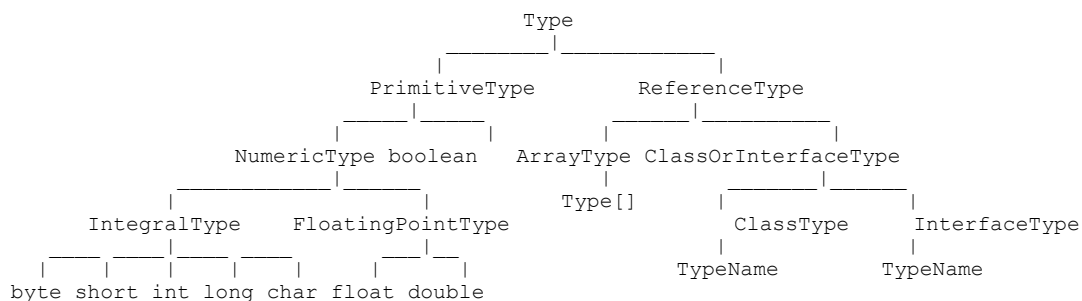 Type
PrimitiveType ReferenceType
NumericType boolean ArrayType ClassOrInterfaceType
Type[]
IntegralType FloatingPointType ClassType InterfaceType
TypeName TypeName
byte short int long char float double